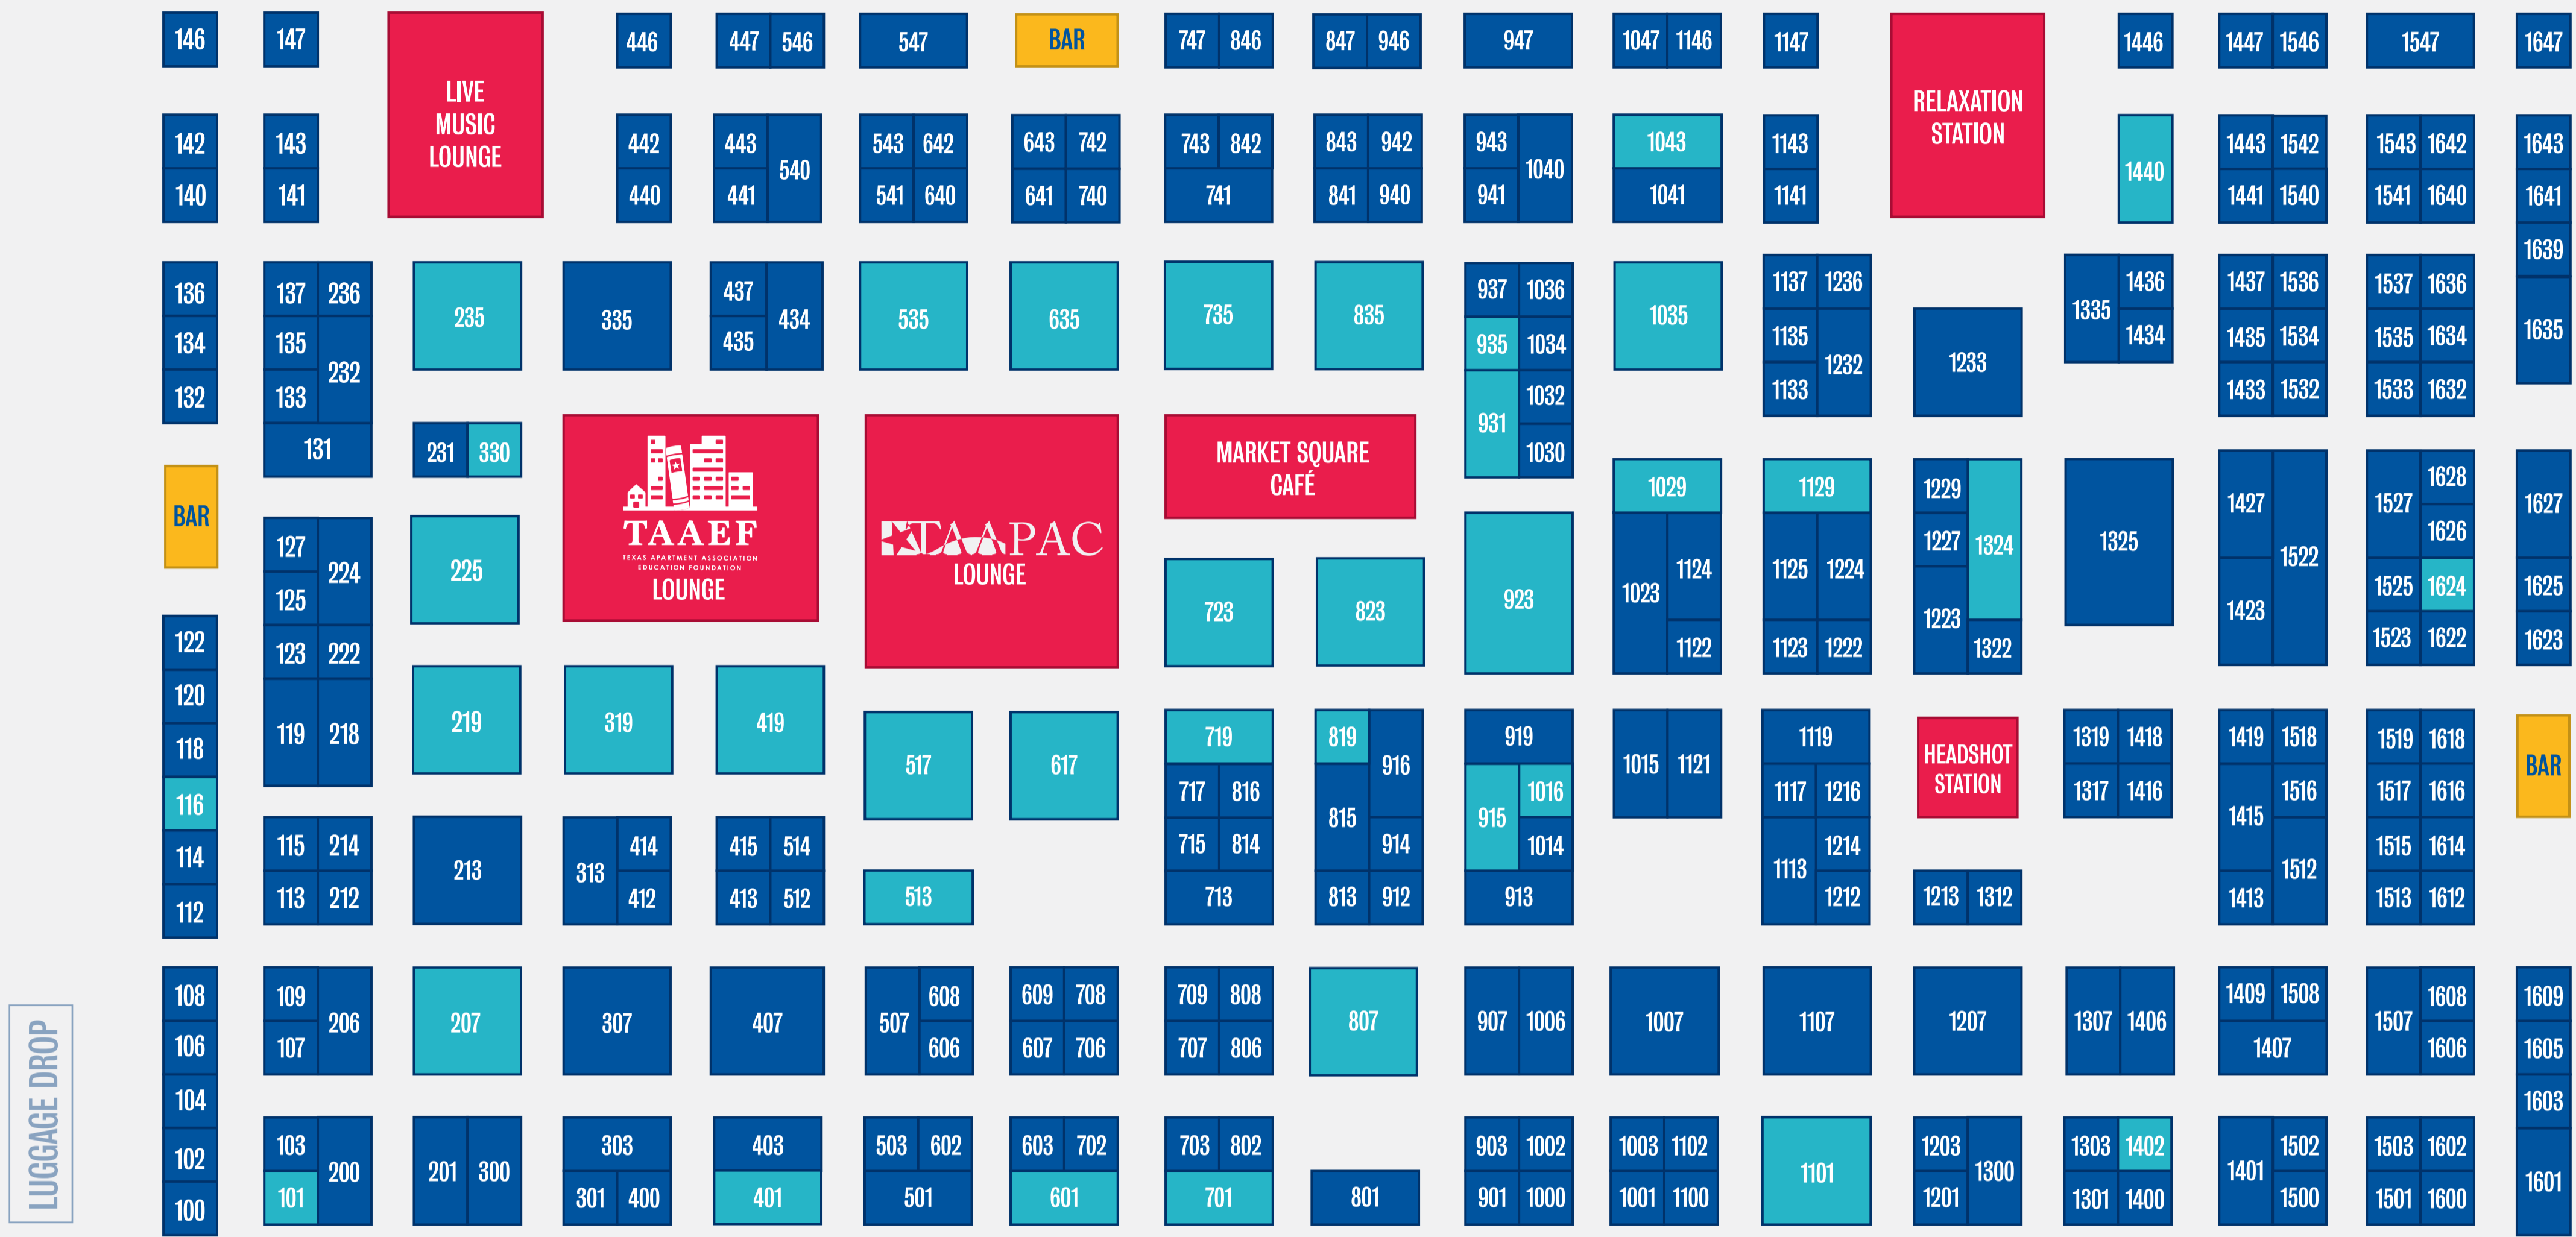 146 147 446 447 546 547 BAR 747 846 847 946 947 1047 1146 1147 1446 1447 1546 1547 1647
LIVE
MUSIC
LOUNGE
RELAXATION
STATION
142 143 442 443 543 642 643 742 743 842 843 942 943 1043 1143 1443 1542 1543 1642 1643
540 1040 1440
140 141 440 441 541 640 641 740 741 841 940 941 1041 1141 1441 1540 1541 1640 1641
1639
136 137 236 437 937 1036 1137 1236 1436 1437 1536 1537 1636
235 335 434 535 635 735 835 1035 1335 1635
134 135 435 935 1034 1135 1434 1435 1534 1535 1634
232 1232 1233
132 133 1032 1133 1433 1532 1533 1632
931
131 231 330 1030
TAAEF
TEXAS APARTMENT ASSOCIATION
EDUCATION FOUNDATION
LOUNGE
TAAPAC
LOUNGE
MARKET SQUARE
CAFÉ
1029 1129 1229 1628
BAR
1427 1527 1627
127 1227 1324 1325 1626
224 225 1124 1125 1224 1522
125 1525 1624 1625
723 823 923 1023 1223 1423
122 123 222 1122 1123 1222 1322 1523 1622 1623
120
219 319 419
118 119 218 719 819 919 1119 1319 1418 1419 1518 1519 1618
517 617 916 1015 1121
HEADSHOT
STATION
BAR
116 717 816 1016 1117 1216 1317 1416 1516 1517 1616
815 915 1415
114 115 214 414 415 514 715 814 914 1014 1214 1515 1614
213 313 1113 1512
112 113 212 412 413 512 513 713 813 912 913 1212 1213 1312 1413 1513 1612
108 109 608 609 708 709 808 1409 1508 1608 1609
206 207 307 407 507 807 907 1006 1007 1107 1207 1307 1406 1507
106 107 606 607 706 707 806 1407 1606 1605
104 1603
102 103 303 403 503 602 603 702 703 802 903 1002 1003 1102 1203 1303 1402 1502 1503 1602
200 201 300 1101 1300 1401 1601
100 101 301 400 401 501 601 701 801 901 1000 1001 1100 1201 1301 1400 1500 1501 1600
LUGGAGE DROP